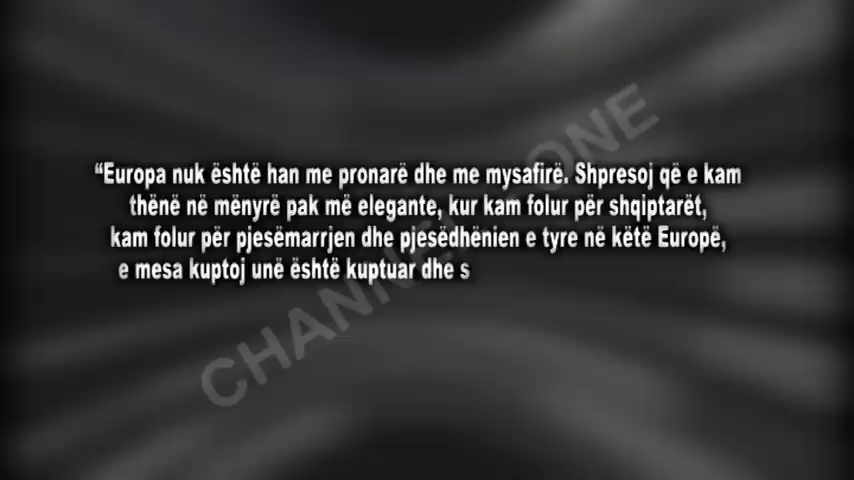 “Europa nuk është han me pronarë dhe me mysafirë. Shpresoj që e kam
thënë në mënyrë pak më elegante, kur kam folur për shqiptarët,
kam folur për pjesëmarrjen dhe pjesëdhënien e tyre në këtë Europë,
e mesa kuptoj unë është kuptuar dhe s
CHANNEL ONE